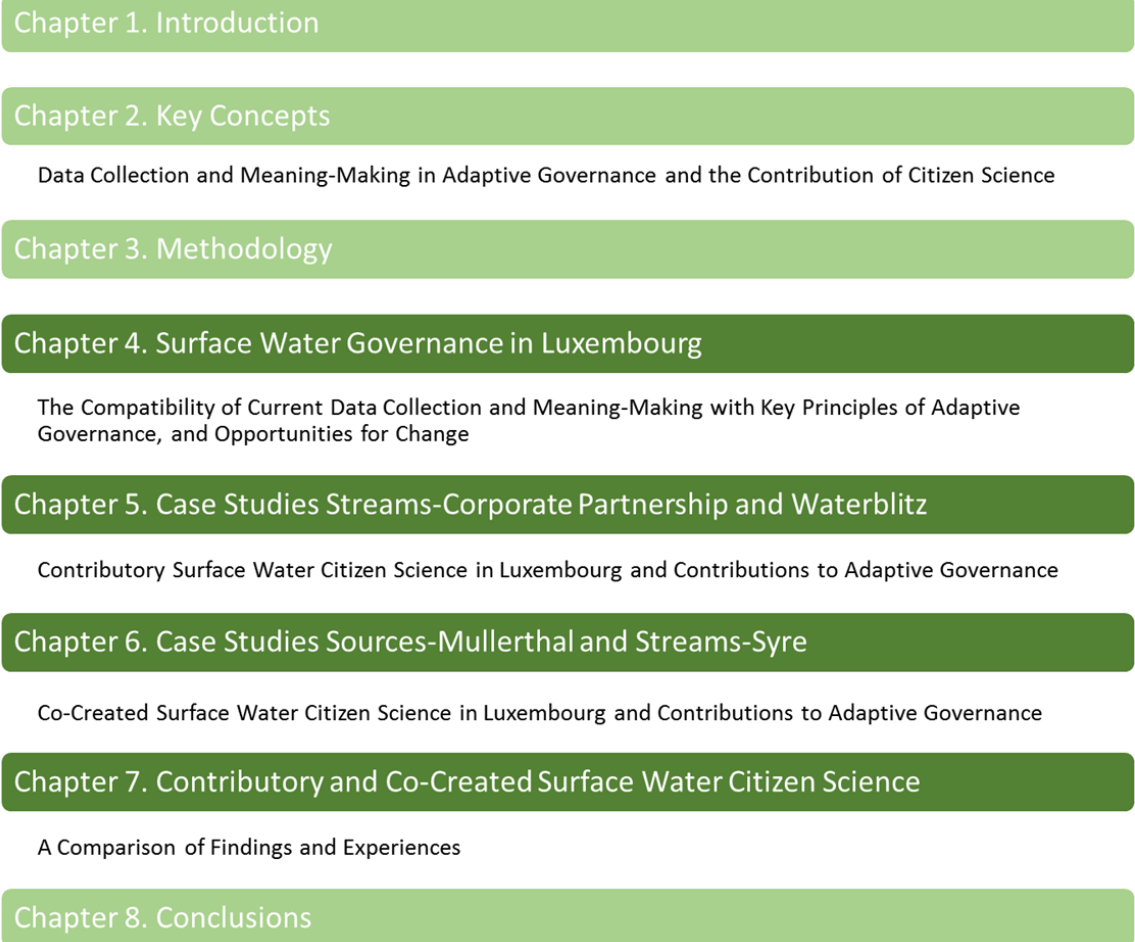 Chapter 1. Introduction
Chapter 2. Key Concepts
Data Collection and Meaning-Making in Adaptive Governance and the Contribution of Citizen Science
Chapter 3. Methodology
Chapter 4. Surface Water Governance in Luxembourg
The Compatibility of Current Data Collection and Meaning-Making with Key Principles of Adaptive
Governance, and Opportunities for Change
Chapter 5. Case Studies Streams-Corporate Partnership and Waterblitz
Contributory Surface Water Citizen Science in Luxembourg and Contributions to Adaptive Governance
Chapter 6. Case Studies Sources-Mullerthal and Streams-Syre
Co-Created Surface Water Citizen Science in Luxembourg and Contributions to Adaptive Governance
Chapter 7. Contributory and Co-Created Surface Water Citizen Science
A Comparison of Findings and Experiences
Chapter 8. Conclusions